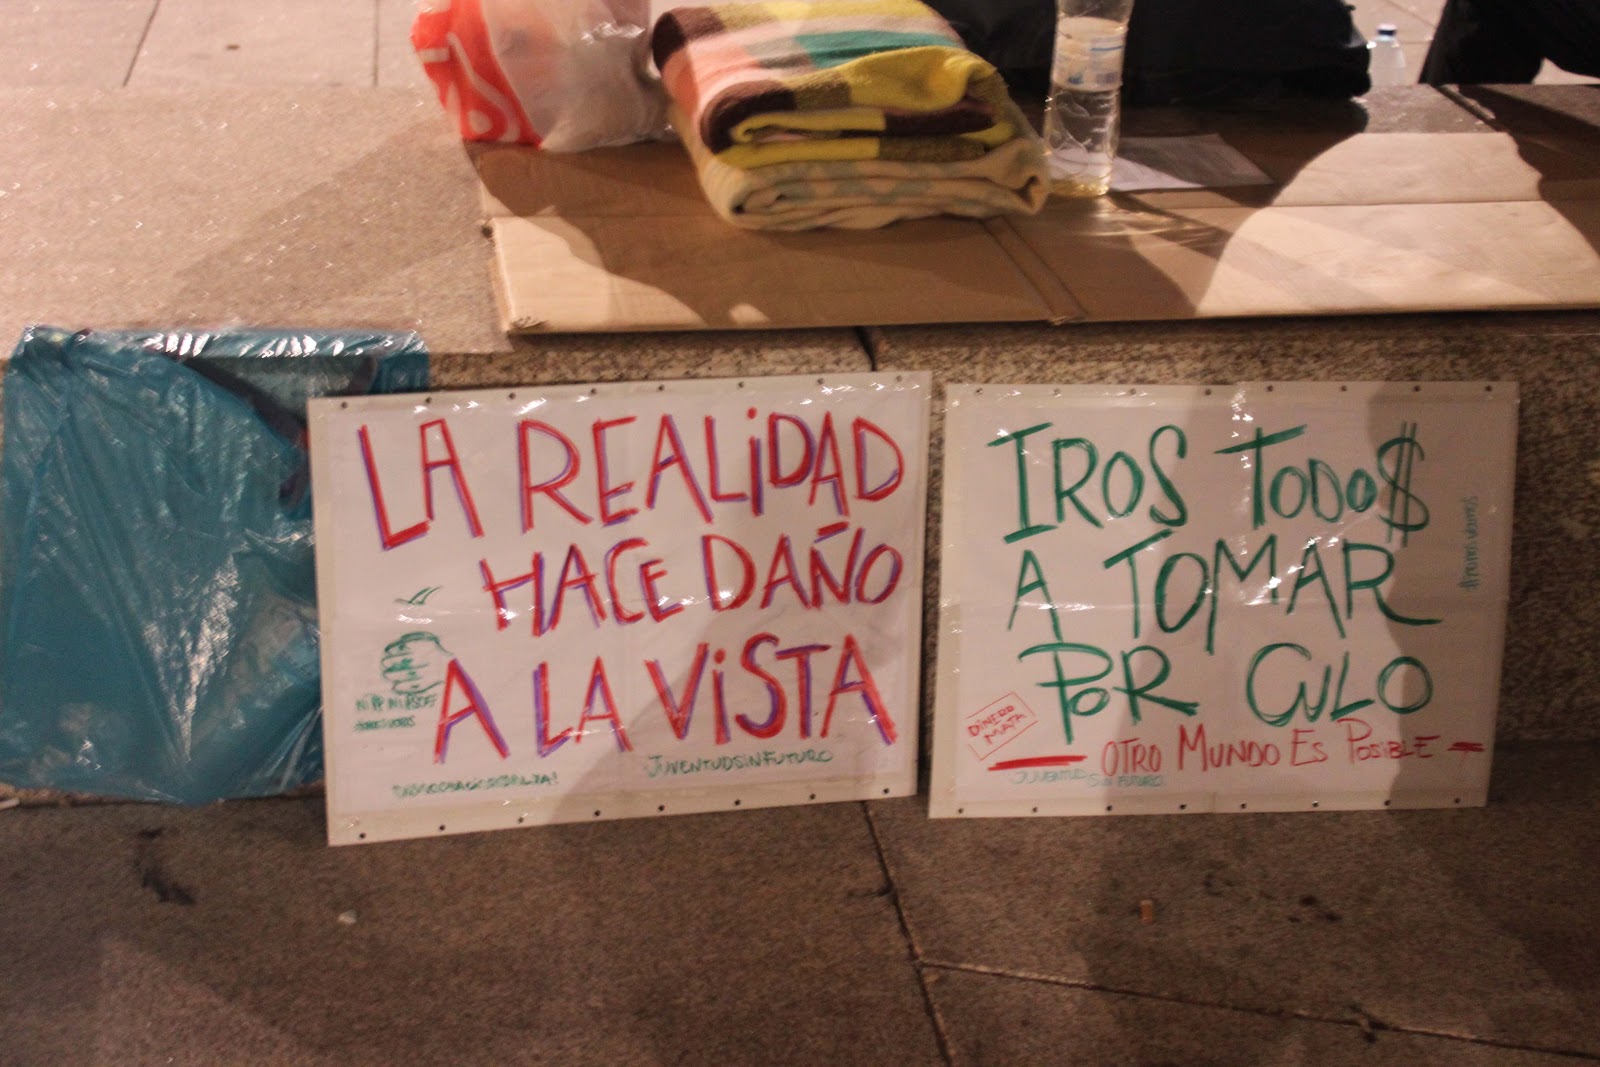 LA REALiDAD
HACE DAÑO
A LA ViSTA
JUVENTUDSINFUTURO
IROS TODO$
A TOMAR
POR CULO
DINERO
MATA
OTRO MUNDO ES POSIBLE
JUVENTUD
SIN FUTURO